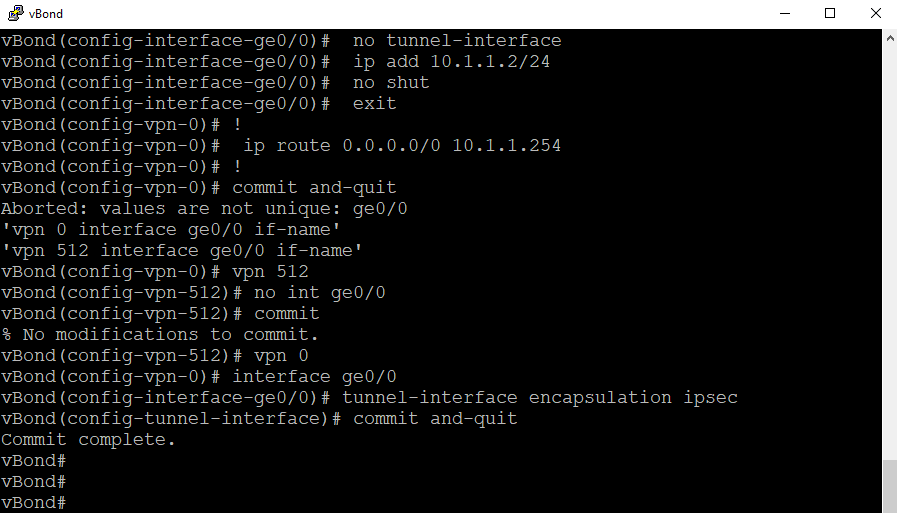 vBond
vBond(config-interface-ge0/0)#  no tunnel-interface
vBond(config-interface-ge0/0)#  ip add 10.1.1.2/24
vBond(config-interface-ge0/0)#  no shut
vBond(config-interface-ge0/0)#  exit
vBond(config-vpn-0)# !
vBond(config-vpn-0)#  ip route 0.0.0.0/0 10.1.1.254
vBond(config-vpn-0)# !
vBond(config-vpn-0)# commit and-quit
Aborted: values are not unique: ge0/0
'vpn 0 interface ge0/0 if-name'
'vpn 512 interface ge0/0 if-name'
vBond(config-vpn-0)# vpn 512
vBond(config-vpn-512)# no int ge0/0
vBond(config-vpn-512)# commit
% No modifications to commit.
vBond(config-vpn-512)# vpn 0
vBond(config-vpn-0)# interface ge0/0
vBond(config-interface-ge0/0)# tunnel-interface encapsulation ipsec
vBond(config-tunnel-interface)# commit and-quit
Commit complete.
vBond#
vBond#
vBond#